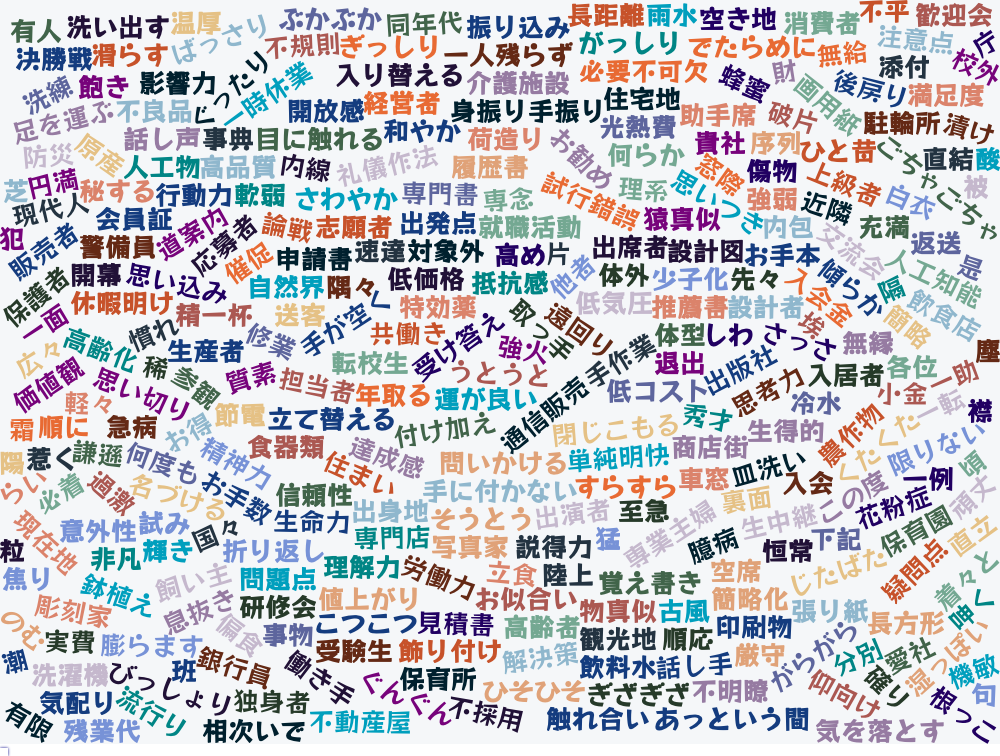 有人 洗い出す 温厚 ぷかぷか 同年代 振り込み 長距離 雨水 空き地 消費者 不平 歓迎会
決勝戦 滑らす ばっさり 不規則 ぎっしり 一人残らず がっしり でたらめに 無給 注意点 庁
洗練 飽き 影響力 ぐったり 一時休業 入り替える 介護施設 必要不可欠 蜂蜜 財 後戻り 添付 校外
足を運ぶ 不良品 開放感 経営者 身振り手振り 住宅地 助手席 破片 画用紙 満足度
話し声 事典 目に触れる 和やか 荷造り お勧め 光熱費 貴社 序列 ひと昔 駐輪所 漬け
防災 原産 人工物 高品質 内線 礼儀作法 履歴書 何らか 窓際 傷物 上級者 ごちゃごちゃ 直結 酸
芝 円満 秘する 行動力 軟弱 さわやか 専門書 専念 試行錯誤 理系 思いつき 強弱 近隣 白衣 被
現代人 会員証 道案内 応募者 論戦 志願者 出発点 就職活動 猿真似 内包 交流会 充満 返送
犯 販売者 警備員 催促 申請書 速達 対象外 高め 片 出席者 設計図 お手本 傾らか 人工知能 是
保護者 開幕 思い込み 自然界 隅々 低価格 抵抗感 他者 体外 少子化 先々 入会金 隔 飲食店
一面 休暇明け 精一杯 送客 手が空く 特効薬 取っ手 遠回り 低気圧 推薦書 設計者 埃 簡略
広々 高齢化 慣れ 生産者 修業 共働き 受け答え 強火 手作業 体型 しわ さっさ 無縁 塵
価値観 思い切り 稀 参観 質素 担当者 転校生 うとうと 通信販売 退出 出版社 思考力 入居者 各位 小金 一助
軽々 年取る 運が良い 低コスト 秀才 冷水 農作物 くたくた 一転 襟
霜 順に 急病 お得 節電 立て替える 付け加え 閉じこもる 商店街 生得的 限りない
陽 惹く 謙遜 何度も 精神力 食器類 住まい 達成感 問いかける 単純明快 車窓 皿洗い 入会 この度 一例 頃
らい 必着 過激 名づける お手数 信頼性 手に付かない すらすら 裏面 花粉症 頑丈
現在地 意外性 試み 国々 生命力 出身地 そうとう 出演者 至急 専業主婦 生中継 保育園 直立
粒 非凡 輝き 折り返し 専門店 写真家 説得力 猛 臆病 恒常 下記 疑問点
焦り 鉢植え 飼い主 問題点 理解力 労働力 立食 陸上 覚え書き 空席 じたばた 着々と
のむ 彫刻家 息抜き 研修会 値上がり お似合い 物真似 古風 簡略化 張り紙 長方形 呻く
実費 膨らます 偏食 事物 こつこつ 見積書 高齢者 観光地 順応 印刷物 がらがら 分別 愛社 湿っぽい
潮 洗濯機 びっしょり 班 銀行員 働き手 受験生 飾り付け 解決策 飲料水 話し手 厳守 仰向け 礎り 機敏
気配り 流行り 独身者 ぐんぐん 保育所 ひそひそ ぎざぎざ 不明瞭 根っこ 句
有限 残業代 相次いで 不動産屋 不採用 触れ合い あっという間 気を落とす